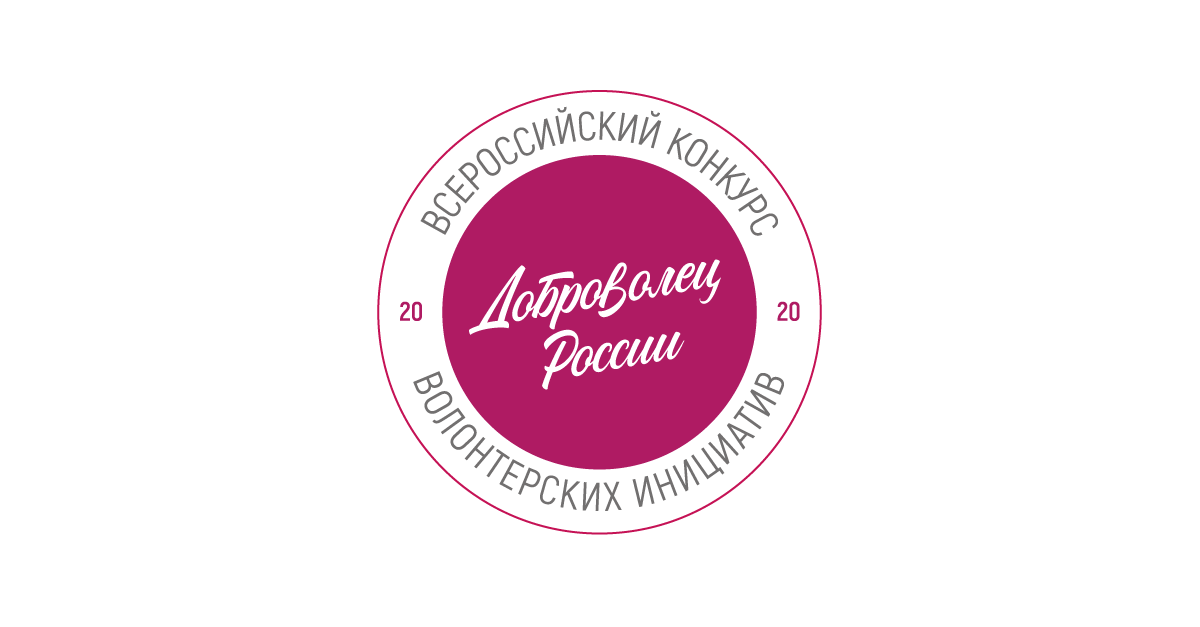 ВСЕРОССИЙСКИЙ КОНКУРС
20
Доброволец
России
20
ВОЛОНТЕРСКИХ ИНИЦИАТИВ